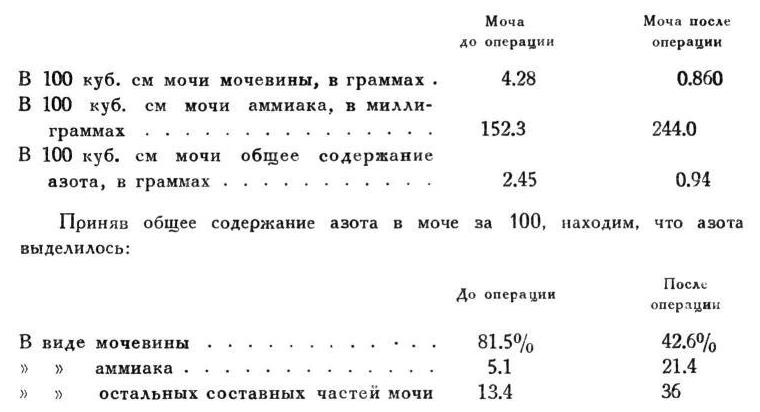 Моча до операции Моча после операции
В 100 куб. см мочи мочевины, в граммах . 4.28 0.860
В 100 куб. см мочи аммиака, в милли-
граммах . . . . . . . . . . . . . . 152.3 244.0
В 100 куб. см мочи общее содержание
азота, в граммах . . . . . . . . . . . 2.45 0.94
Приняв общее содержание азота в моче за 100, находим, что азота
выделилось:
До операции После операции
В виде мочевины . . . . . . . . . . . 81.5% 42.6%
» » аммиака . . . . . . . . . . . . . 5.1 21.4
» » остальных составных частей мочи 13.4 36